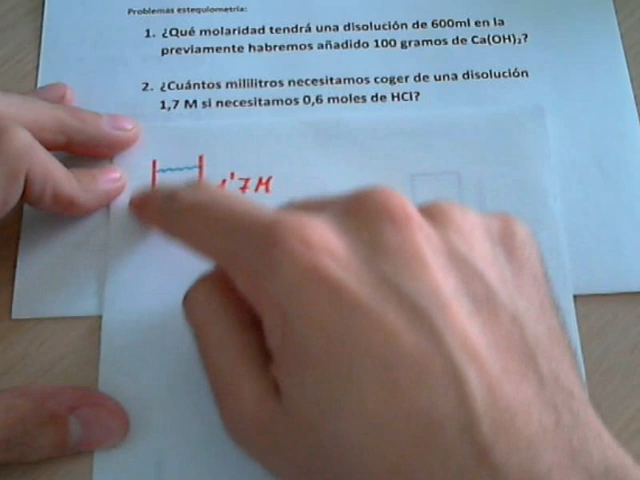 Problemas estequiometria:
1. ¿Qué molaridad tendrá una disolución de 600ml en la
previamente habremos añadido 100 gramos de Ca(OH)₂?
2. ¿Cuántos mililitros necesitamos coger de una disolución
1,7 M si necesitamos 0,6 moles de HCl?
1'7M